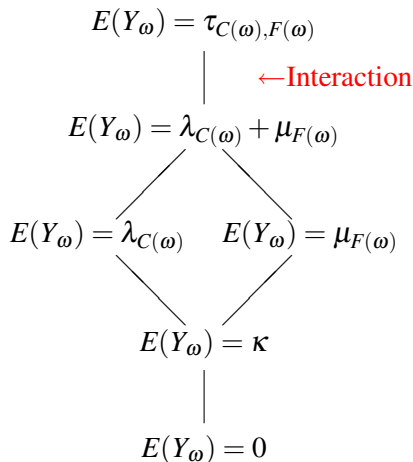 E(Y_ω) = τ_{C(ω),F(ω)}
←Interaction
E(Y_ω) = λ_{C(ω)} + μ_{F(ω)}
E(Y_ω) = λ_{C(ω)} E(Y_ω) = μ_{F(ω)}
E(Y_ω) = κ
E(Y_ω) = 0